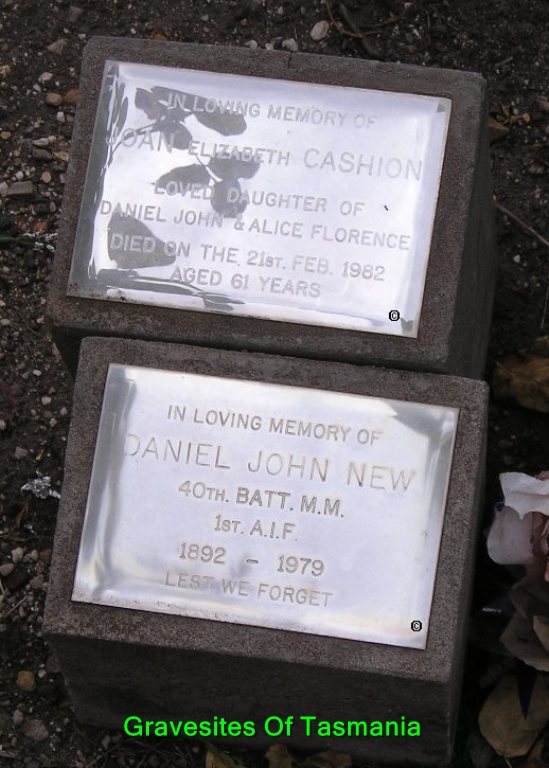 IN LOVING MEMORY OF
JOAN ELIZABETH CASHION
LOVED DAUGHTER OF
DANIEL JOHN & ALICE FLORENCE
DIED ON THE 21ST. FEB. 1982
AGED 61 YEARS
©
IN LOVING MEMORY OF
DANIEL JOHN NEW
40TH. BATT. M.M.
1ST. A.I.F.
1892 - 1979
LEST WE FORGET
©
Gravesites Of Tasmania